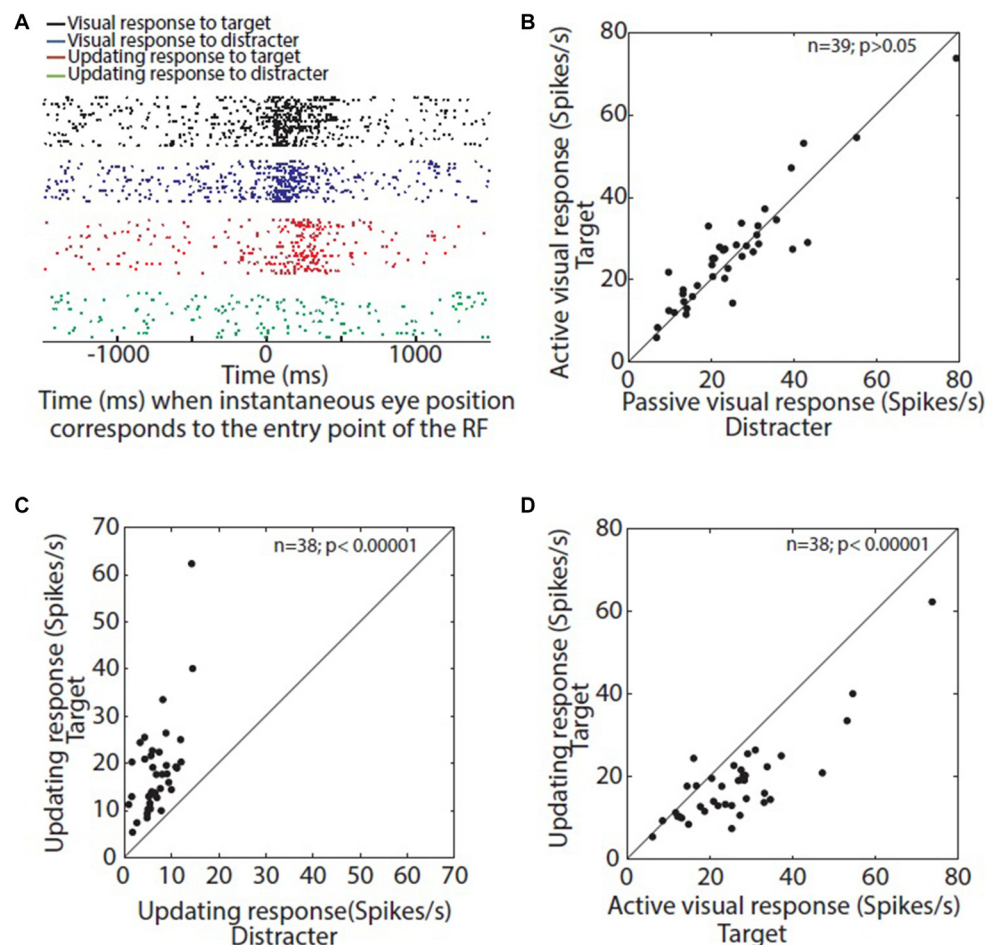 A
Visual response to target
Visual response to distracter
Updating response to target
Updating response to distracter
-1000 0 1000
Time (ms)
Time (ms) when instantaneous eye position
corresponds to the entry point of the RF
B
n=39; p>0.05
Active visual response (Spikes/s)
Target
80
60
40
20
0
0 20 40 60 80
Passive visual response (Spikes/s)
Distracter
C
n=38; p< 0.00001
Updating response (Spikes/s)
Target
70
60
50
40
30
20
10
0
0 10 20 30 40 50 60 70
Updating response(Spikes/s)
Distracter
D
n=38; p< 0.00001
Updating response (Spikes/s)
Target
80
60
40
20
0
0 20 40 60 80
Active visual response (Spikes/s)
Target